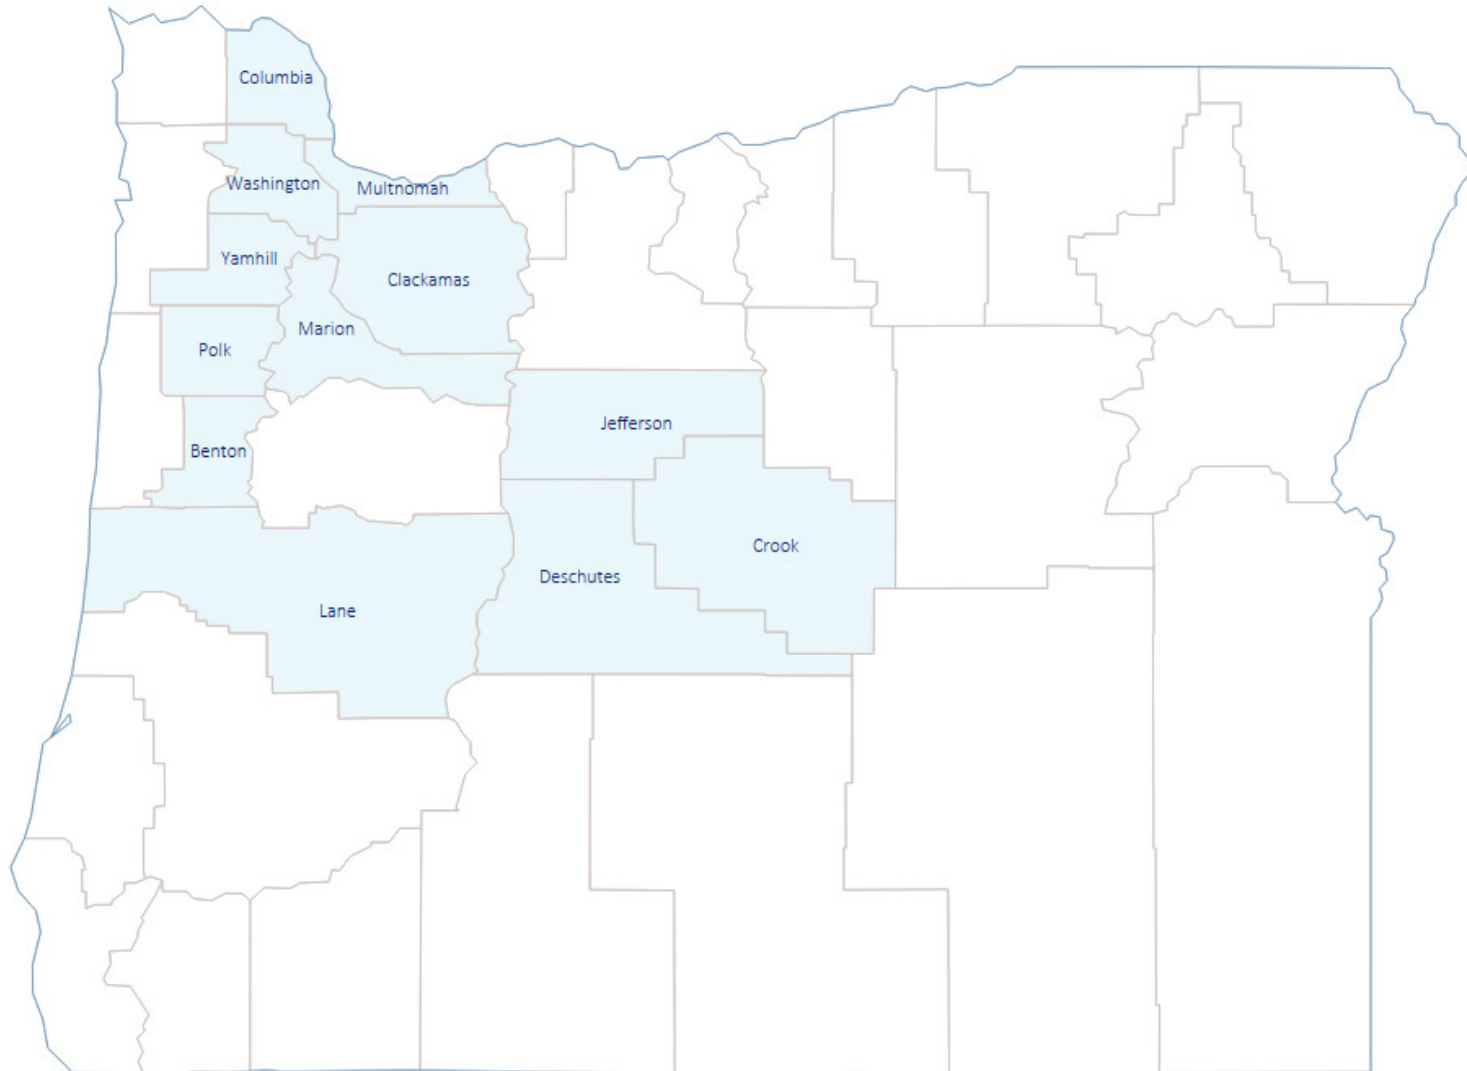 Columbia
Washington
Multnomah
Yamhill
Clackamas
Marion
Polk
Jefferson
Benton
Crook
Deschutes
Lane